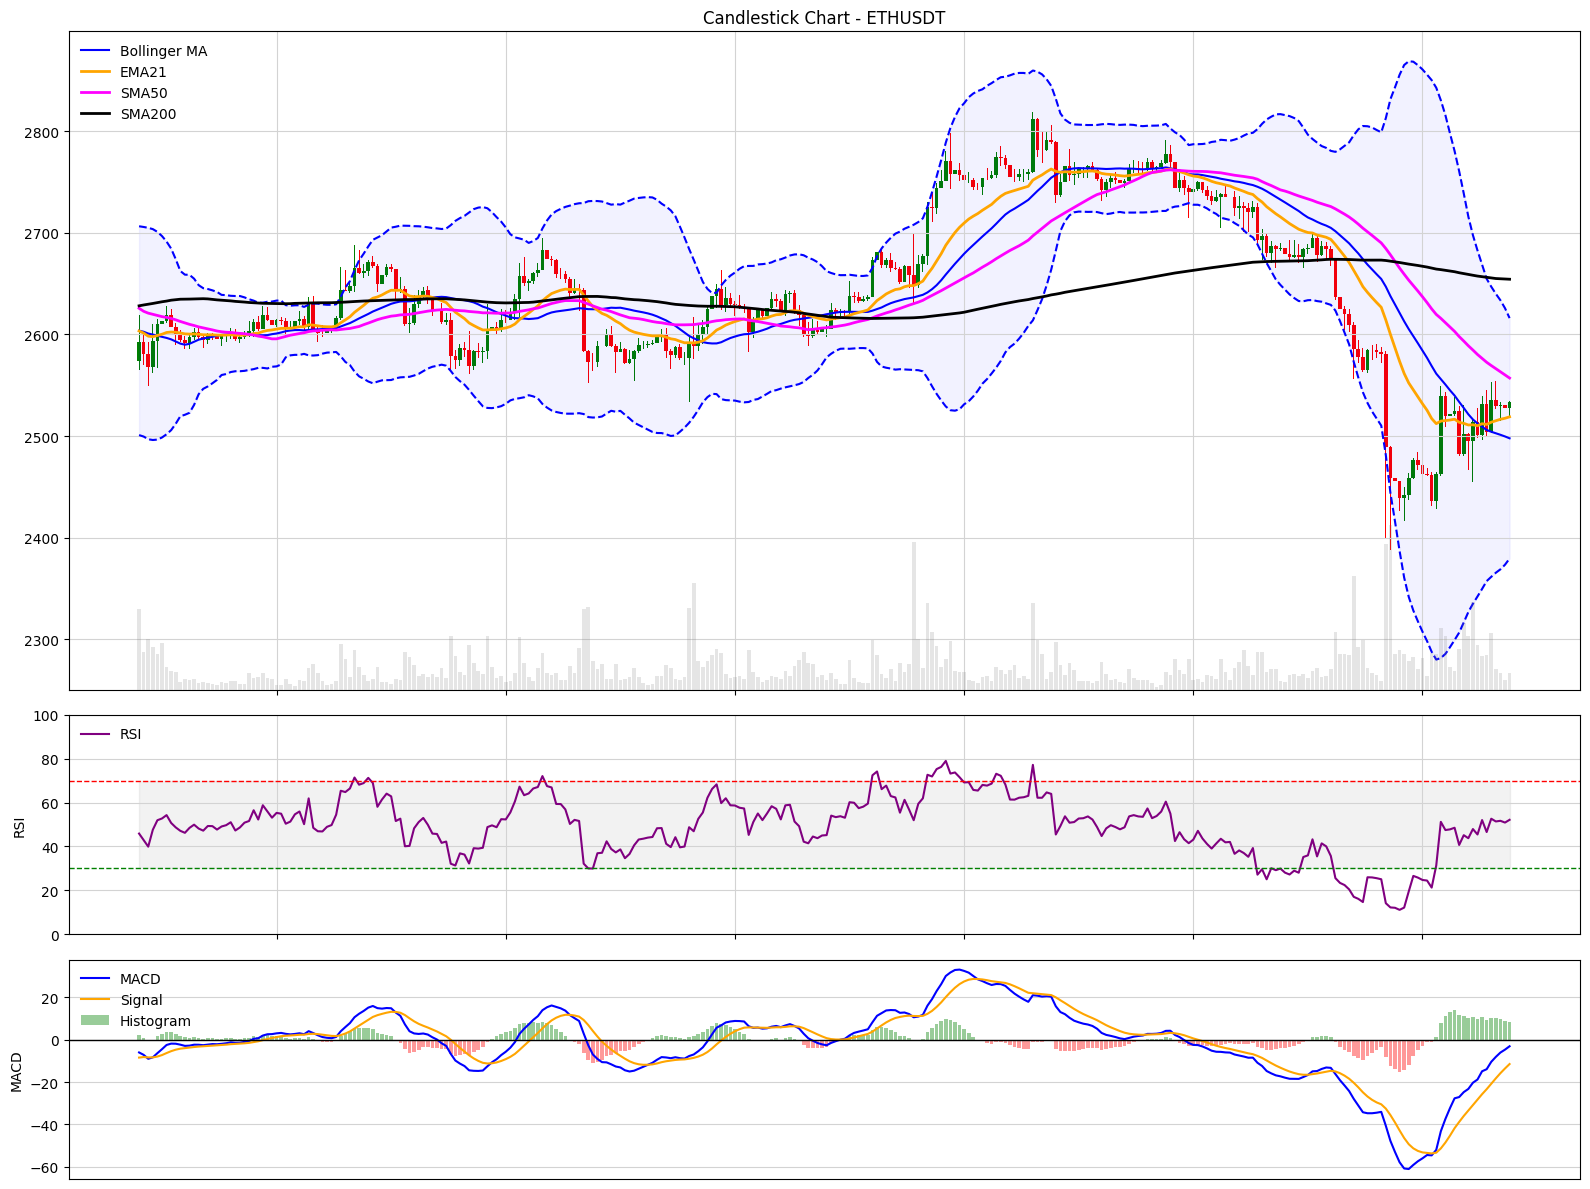 Candlestick Chart - ETHUSDT
Bollinger MA
EMA21
SMA50
SMA200
2800
2700
2600
2500
2400
2300
RSI
100
80
60
40
20
0
RSI
MACD
Signal
Histogram
20
0
−20
−40
−60
MACD